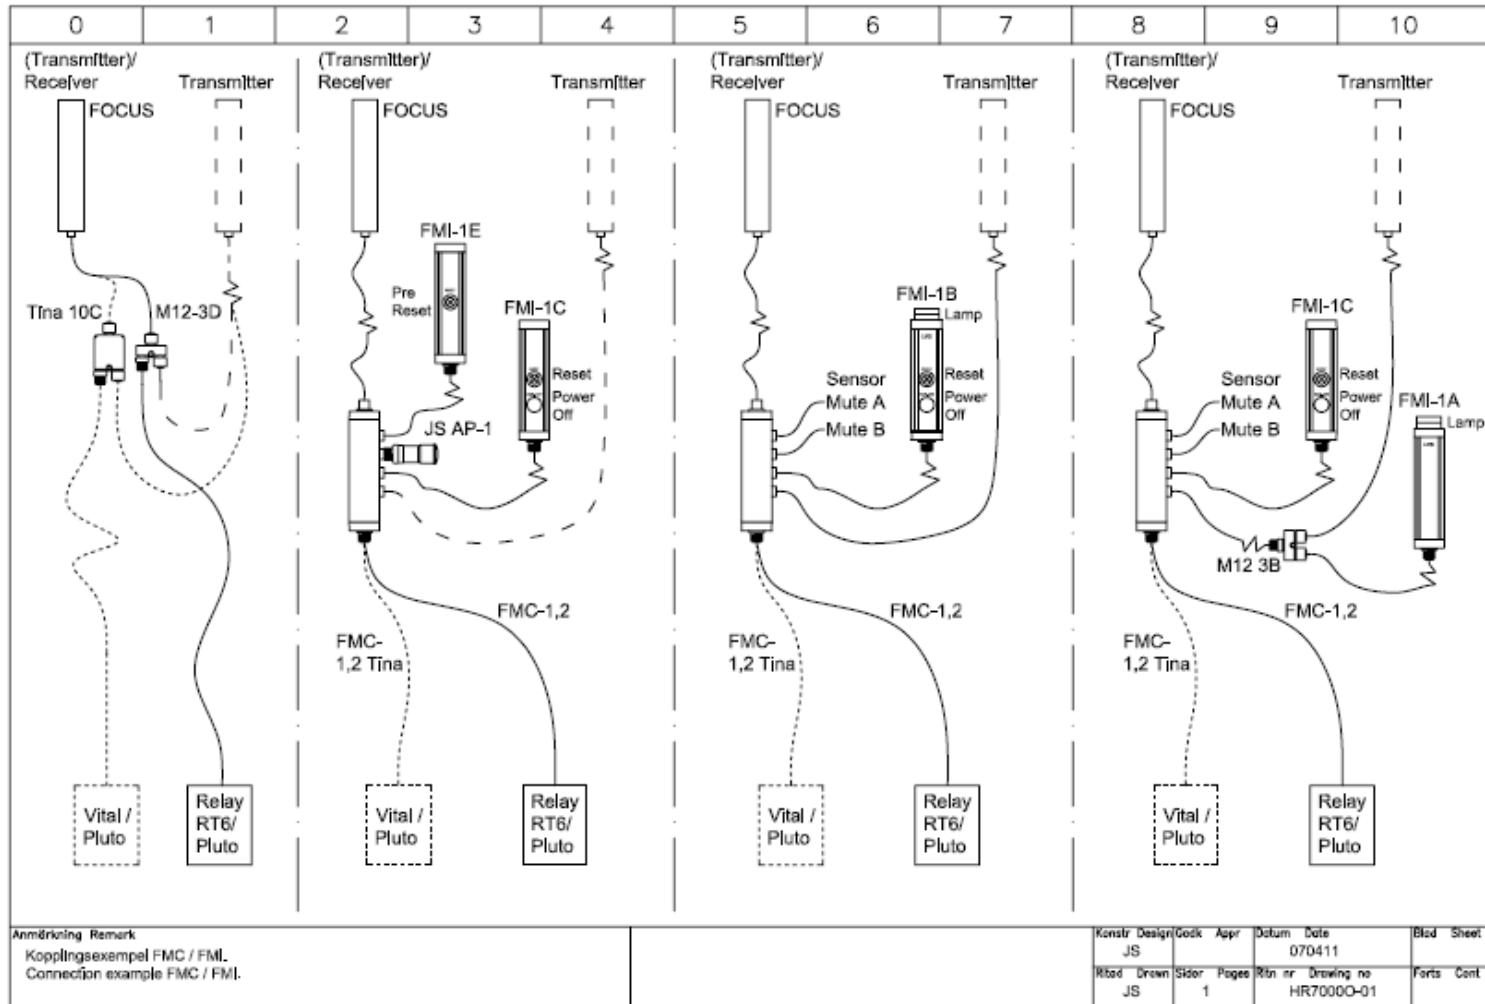 0 1 2 3 4 5 6 7 8 9 10
(Transmitter)/
Receiver
Transmitter
FOCUS
Tina 10C
M12-3D
Vital /
Pluto
Relay
RT6/
Pluto
(Transmitter)/
Receiver
Transmitter
FOCUS
FMI-1E
Pre
Reset
FMI-1C
Reset
Power
Off
JS AP-1
FMC-1,2
FMC-
1,2 Tina
Vital /
Pluto
Relay
RT6/
Pluto
(Transmitter)/
Receiver
Transmitter
FOCUS
FMI-1B
Lamp
Sensor
Mute A
Mute B
Reset
Power
Off
FMC-1,2
FMC-
1,2 Tina
Vital /
Pluto
Relay
RT6/
Pluto
(Transmitter)/
Receiver
Transmitter
FOCUS
FMI-1C
Sensor
Mute A
Mute B
Reset
Power
Off
FMI-1A
Lamp
M12 3B
FMC-1,2
FMC-
1,2 Tina
Vital /
Pluto
Relay
RT6/
Pluto
Anmärkning Remark
Kopplingsexempel FMC / FMI.
Connection example FMC / FMI.
Konstr Design Godk Appr Datum Date Blad Sheet
JS 070411
Ritad Drawn Sidor Pages Ritn nr Drawing no Forts Cont
JS 1 HR7000O-01